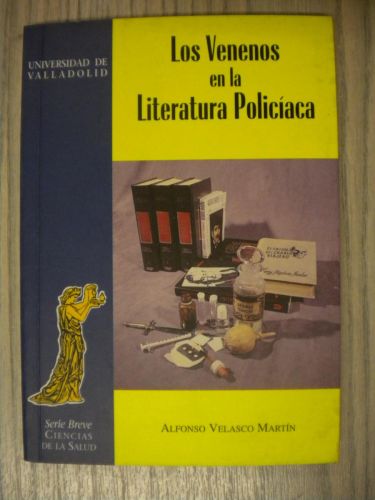 UNIVERSIDAD DE
VALLADOLID
Los Venenos
en la
Literatura Policíaca
Serie Breve
CIENCIAS
DE LA SALUD
ALFONSO VELASCO MARTÍN